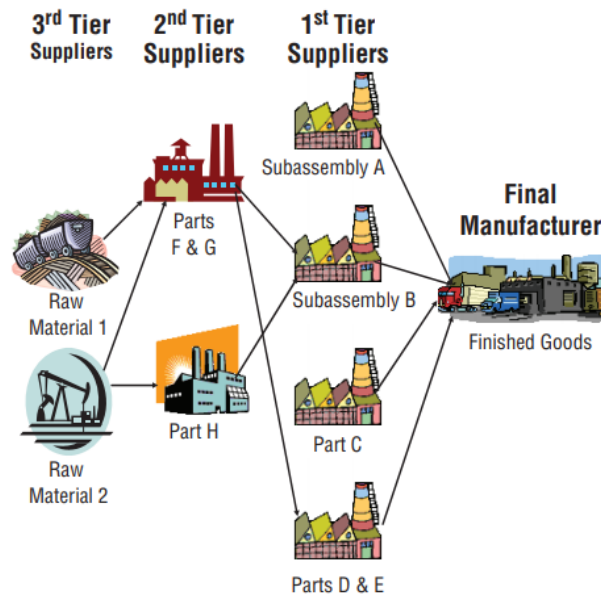 3rd Tier
Suppliers
2nd Tier
Suppliers
1st Tier
Suppliers
Subassembly A
Parts
F & G
Final
Manufacturer
Raw
Material 1
Subassembly B
Finished Goods
Part H
Part C
Raw
Material 2
Parts D & E